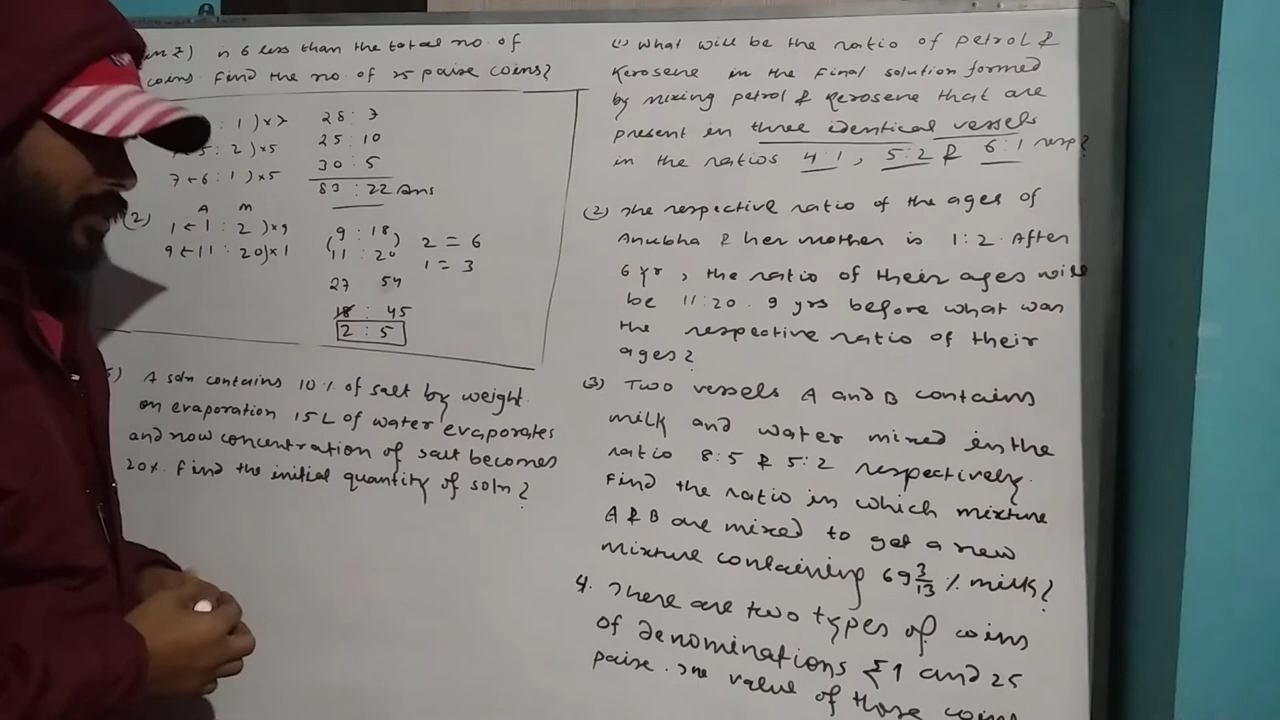 in ₹) is 6 less than the total no. of
coins. Find the no. of 25 paise coins?
: 1 ) x 7 28 : 7
5 : 2 ) x5 25 : 10
7 ← 6 : 1 ) x5 30 : 5
83 : 22 Ans
(2) A M
1 ← 1 : 2 ) x 9 9 : 18
9 ← 11 : 20) x 1 11 : 20 2 = 6
1 = 3
27 54
18 : 45
2 : 5
5) A soln contains 10 % of salt by weight.
on evaporation 15 L of water evaporates
and now concentration of salt becomes
20%. Find the initial quantity of soln?
(1) What will be the ratio of petrol &
Kerosene in the Final solution formed
by mixing petrol & Kerosene that are
present in three identical vessels
in the ratios 4:1, 5:2 & 6:1 resp?
(2) The respective ratio of the ages of
Anubha & her mother is 1:2. After
6 yr, the ratio of their ages will
be 11:20. 9 yrs before what was
the respective ratio of their
ages?
(3) Two vessels A and B contains
milk and water mixed in the
ratio 8:5 & 5:2 respectively.
Find the ratio in which mixture
A & B are mixed to get a new
mixture containing 69 3/13 % milk?
4. There are two types of coins
of denominations ₹1 and 25
paise. The value of those coins